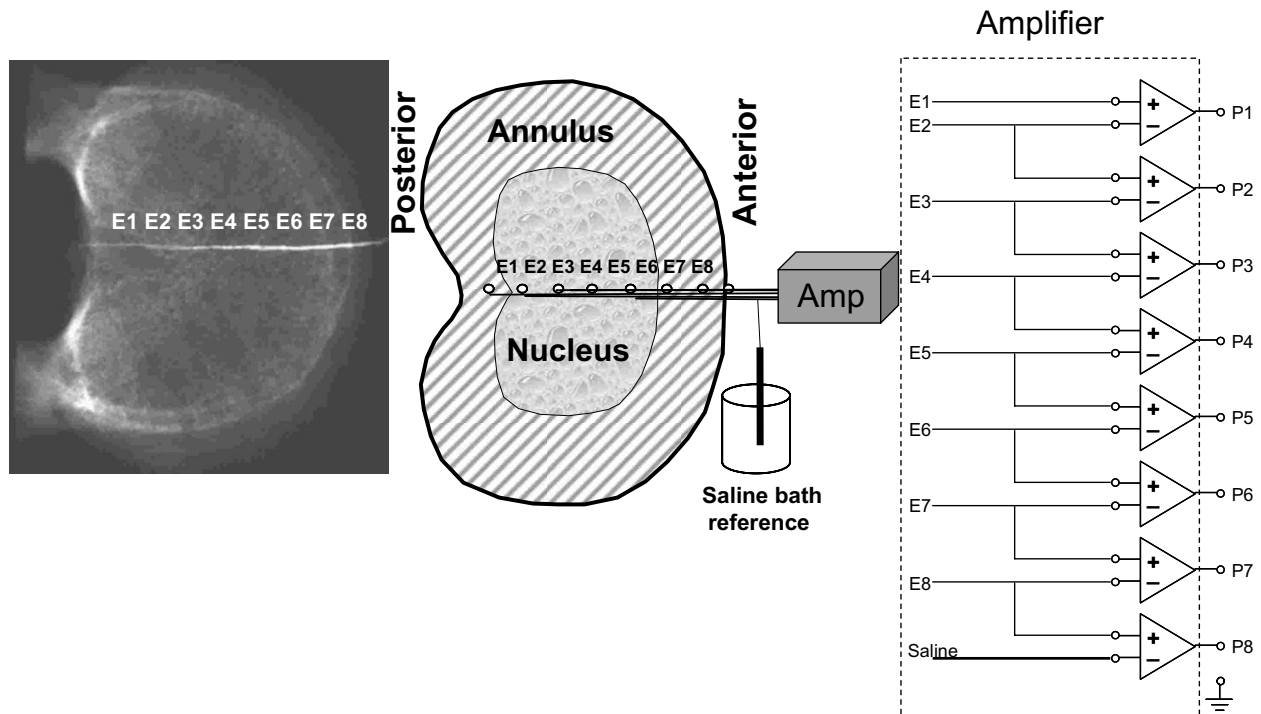 Amplifier
E1 E2 E3 E4 E5 E6 E7 E8
Posterior
Annulus
Anterior
E1 E2 E3 E4 E5 E6 E7 E8
Nucleus
Amp
Saline bath
reference
E1
+
P1
E2
−
+
P2
E3
−
+
P3
E4
−
+
P4
E5
−
+
P5
E6
−
+
P6
E7
−
+
P7
E8
−
+
P8
Saline
−